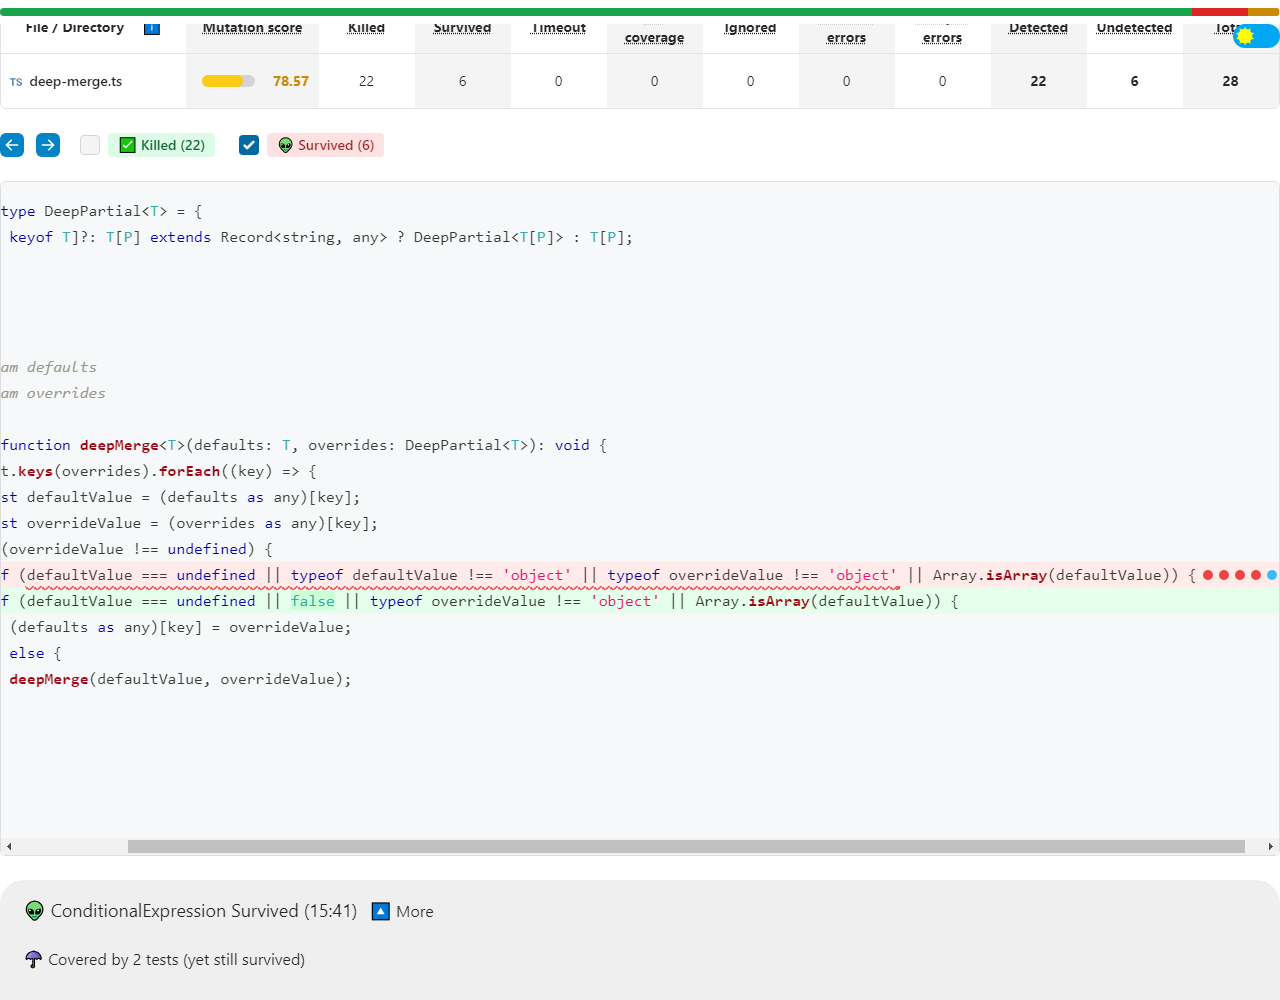 File / Directory Mutation score Killed Survived Timeout coverage Ignored errors errors Detected Undetected Tot
TS deep-merge.ts 78.57 22 6 0 0 0 0 0 22 6 28
Killed (22) Survived (6)
type DeepPartial<T> = {
keyof T]?: T[P] extends Record<string, any> ? DeepPartial<T[P]> : T[P];
am defaults
am overrides
function deepMerge<T>(defaults: T, overrides: DeepPartial<T>): void {
t.keys(overrides).forEach((key) => {
st defaultValue = (defaults as any)[key];
st overrideValue = (overrides as any)[key];
(overrideValue !== undefined) {
f (defaultValue === undefined || typeof defaultValue !== 'object' || typeof overrideValue !== 'object' || Array.isArray(defaultValue)) {
f (defaultValue === undefined || false || typeof overrideValue !== 'object' || Array.isArray(defaultValue)) {
(defaults as any)[key] = overrideValue;
else {
deepMerge(defaultValue, overrideValue);
ConditionalExpression Survived (15:41) More
Covered by 2 tests (yet still survived)